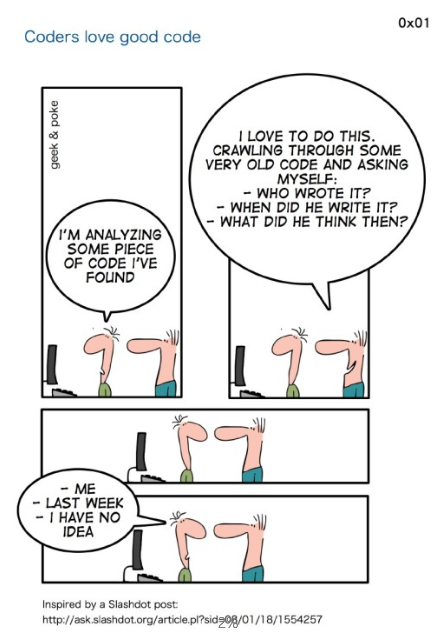 0x01
Coders love good code
geek & poke
I'M ANALYZING
SOME PIECE
OF CODE I'VE
FOUND
I LOVE TO DO THIS.
CRAWLING THROUGH SOME
VERY OLD CODE AND ASKING
MYSELF:
- WHO WROTE IT?
- WHEN DID HE WRITE IT?
- WHAT DID HE THINK THEN?
- ME
- LAST WEEK
- I HAVE NO
IDEA
Inspired by a Slashdot post:
http://ask.slashdot.org/article.pl?sid=08/01/18/1554257
2%